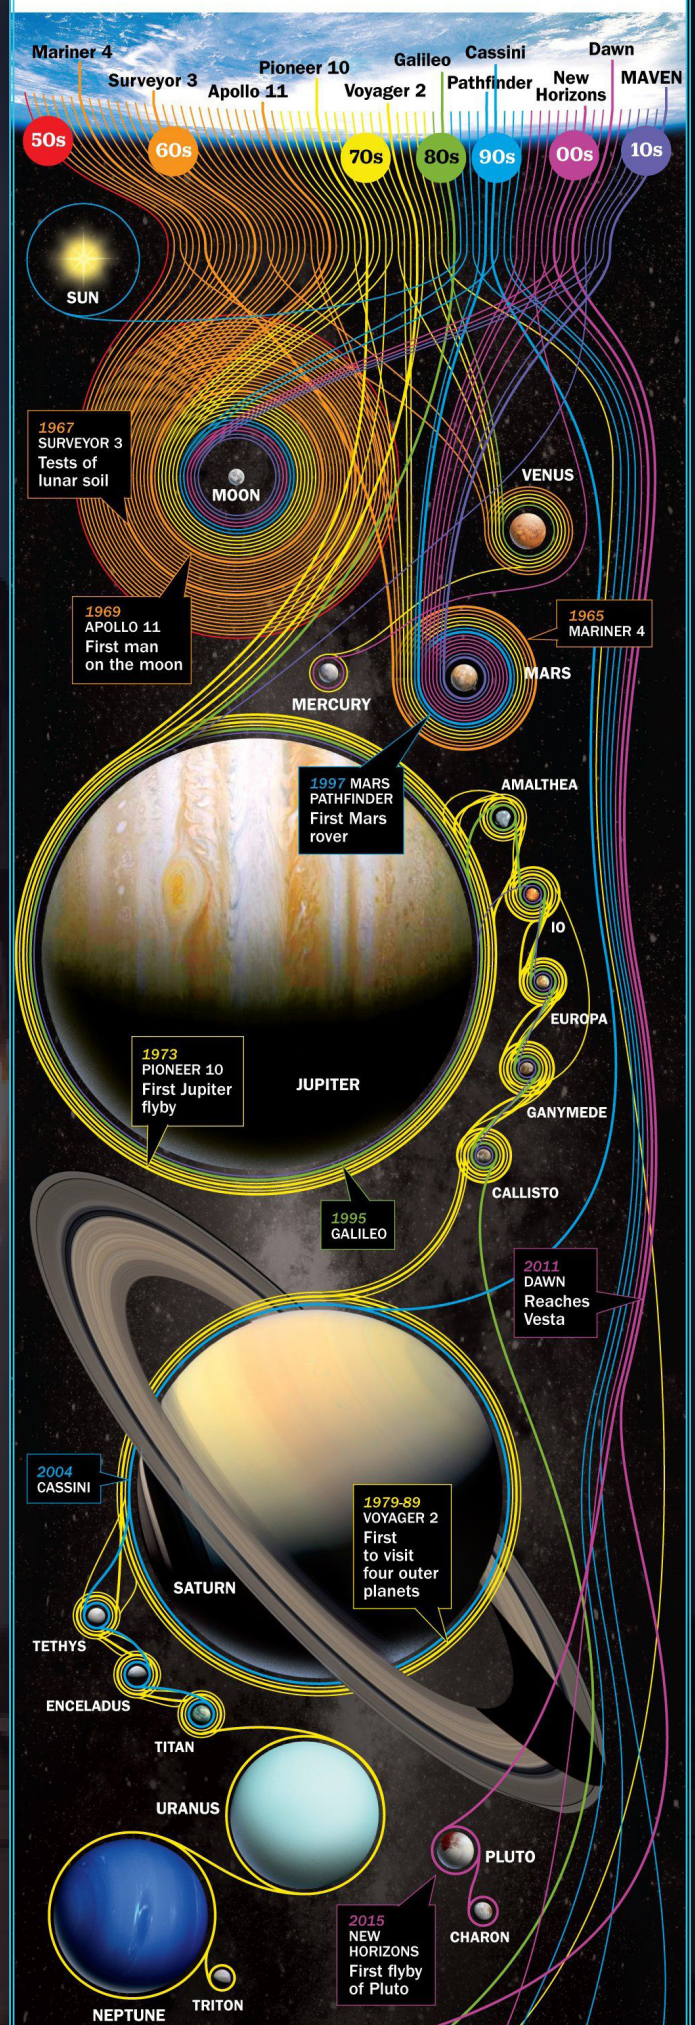 Mariner 4
Surveyor 3
Apollo 11
Pioneer 10
Voyager 2
Galileo
Cassini
Pathfinder
Dawn
New
Horizons
MAVEN
50s
60s
70s
80s
90s
00s
10s
SUN
1967
SURVEYOR 3
Tests of
lunar soil
MOON
VENUS
1969
APOLLO 11
First man
on the moon
1965
MARINER 4
MERCURY
MARS
1997 MARS
PATHFINDER
First Mars
rover
AMALTHEA
IO
EUROPA
1973
PIONEER 10
First Jupiter
flyby
JUPITER
GANYMEDE
CALLISTO
1995
GALILEO
2011
DAWN
Reaches
Vesta
2004
CASSINI
1979-89
VOYAGER 2
First
to visit
four outer
planets
SATURN
TETHYS
ENCELADUS
TITAN
URANUS
PLUTO
2015
NEW
HORIZONS
First flyby
of Pluto
CHARON
NEPTUNE
TRITON